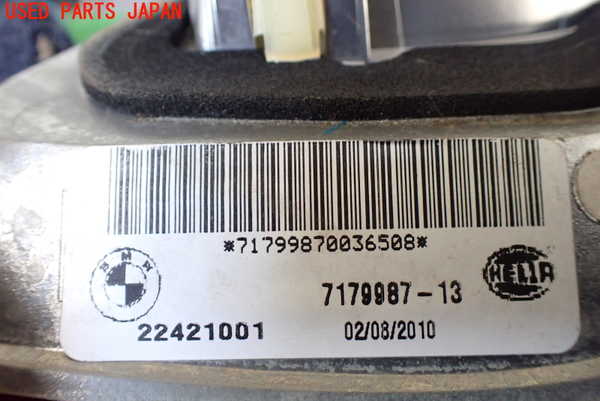 USED PARTS JAPAN
*71799870036508*
BMW
7179987-13
HELLA
22421001
02/08/2010